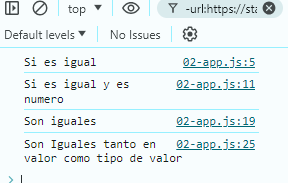 top
-url:https://sta
Default levels
No Issues
Si es igual 02-app.js:5
Si es igual y es 02-app.js:11
numero
Son iguales 02-app.js:19
Son Iguales tanto en 02-app.js:25
valor como tipo de valor